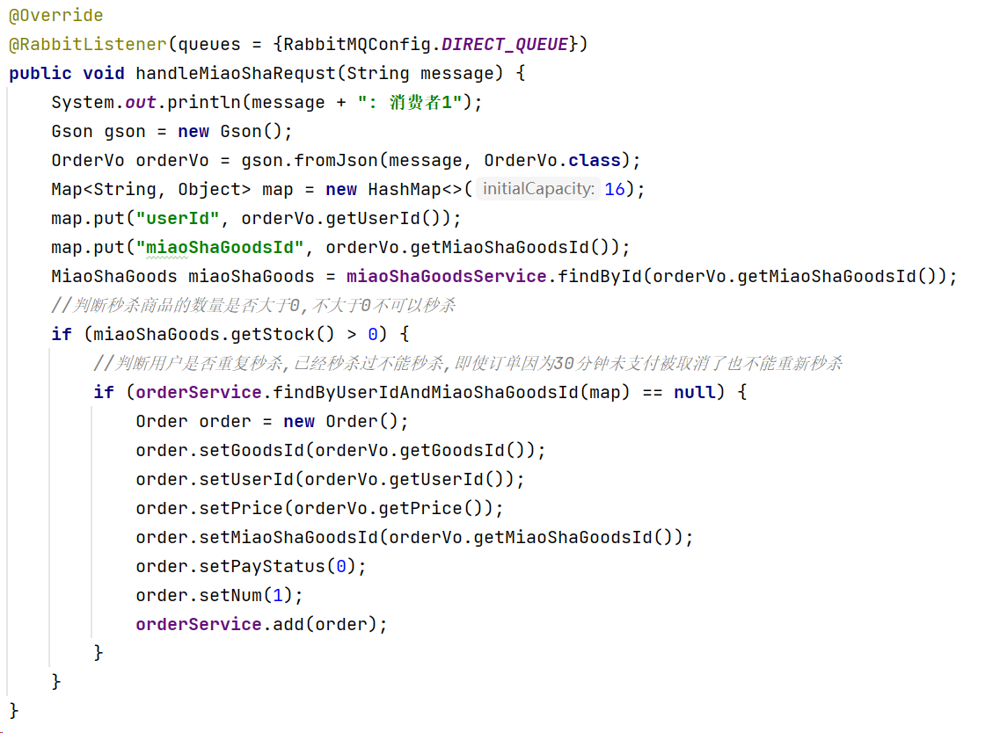 @Override
@RabbitListener(queues = {RabbitMQConfig.DIRECT_QUEUE})
public void handleMiaoShaRequst(String message) {
    System.out.println(message + ": 消费者1");
    Gson gson = new Gson();
    OrderVo orderVo = gson.fromJson(message, OrderVo.class);
    Map<String, Object> map = new HashMap<>( initialCapacity: 16);
    map.put("userId", orderVo.getUserId());
    map.put("miaoShaGoodsId", orderVo.getMiaoShaGoodsId());
    MiaoShaGoods miaoShaGoods = miaoShaGoodsService.findById(orderVo.getMiaoShaGoodsId());
    //判断秒杀商品的数量是否大于0,不大于0不可以秒杀
    if (miaoShaGoods.getStock() > 0) {
        //判断用户是否重复秒杀,已经秒杀过不能秒杀,即使订单因为30分钟未支付被取消了也不能重新秒杀
        if (orderService.findByUserIdAndMiaoShaGoodsId(map) == null) {
            Order order = new Order();
            order.setGoodsId(orderVo.getGoodsId());
            order.setUserId(orderVo.getUserId());
            order.setPrice(orderVo.getPrice());
            order.setMiaoShaGoodsId(orderVo.getMiaoShaGoodsId());
            order.setPayStatus(0);
            order.setNum(1);
            orderService.add(order);
        }
    }
}